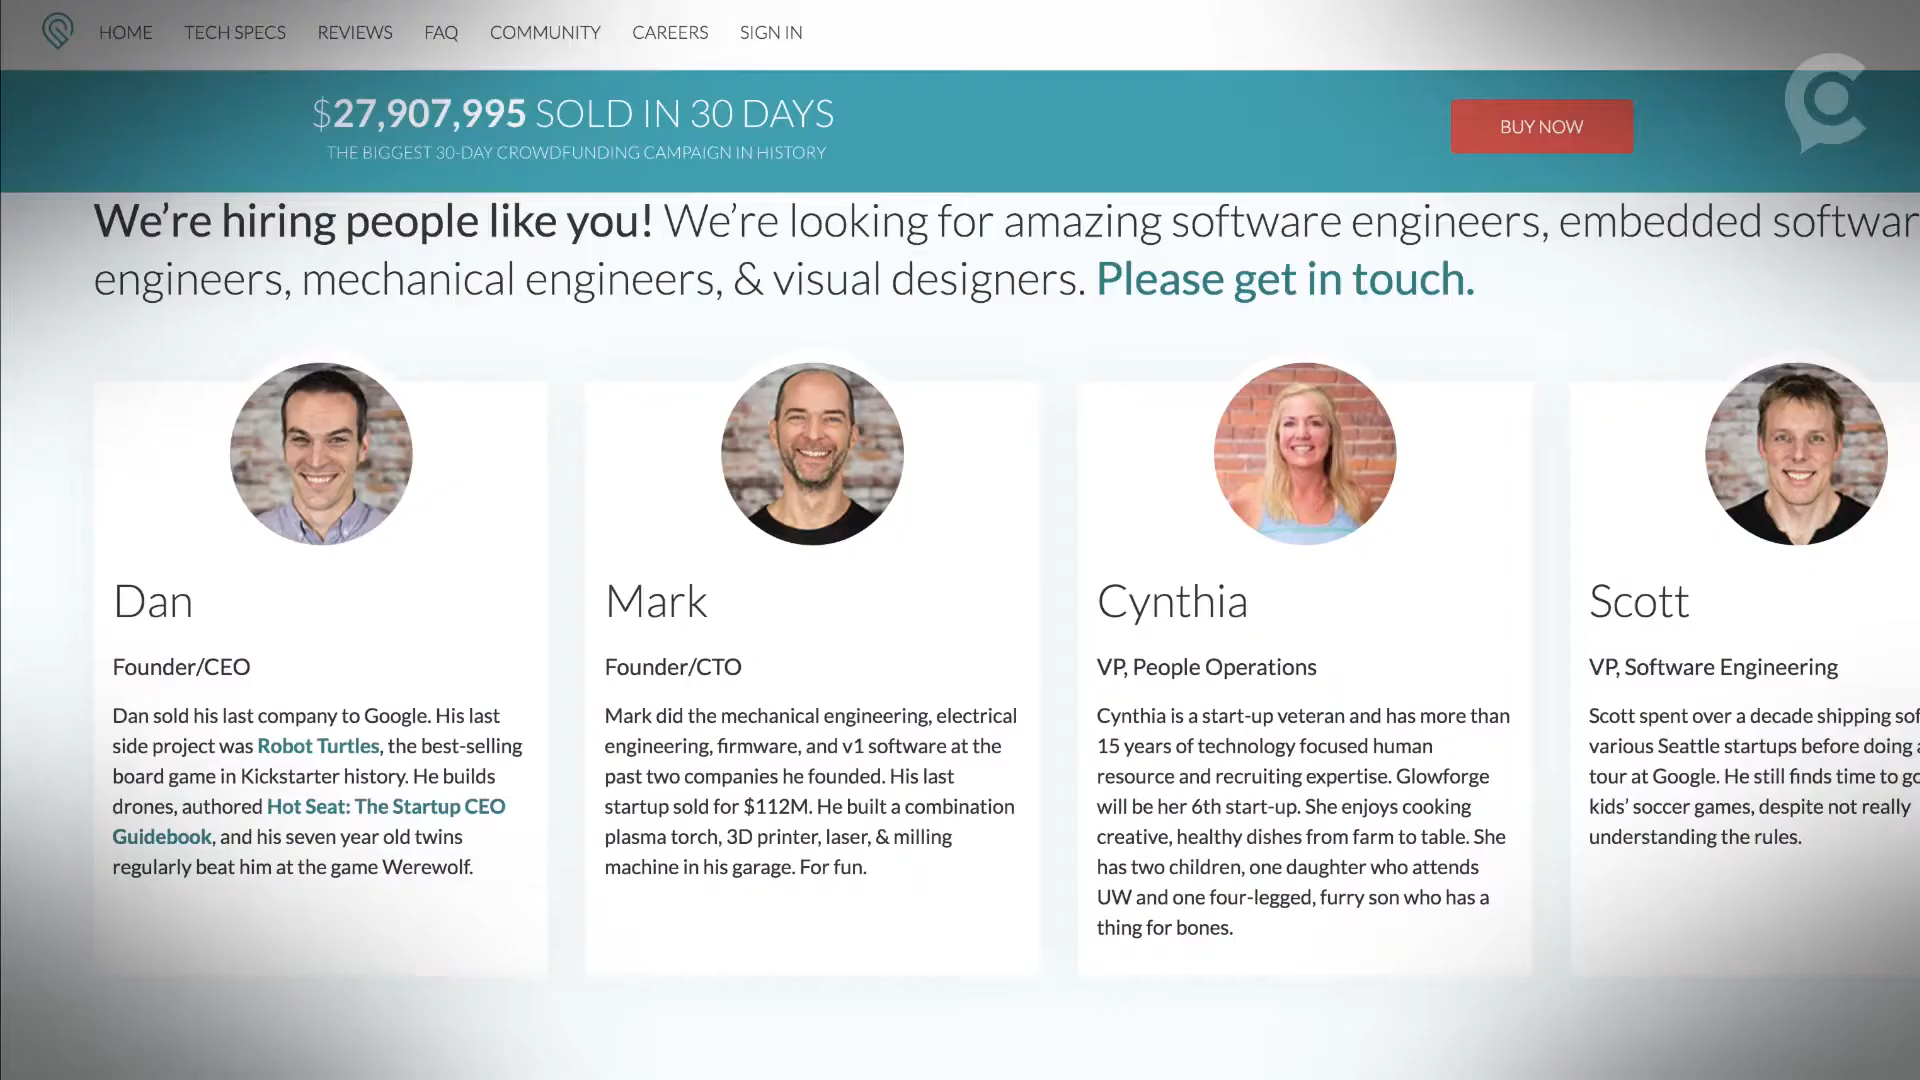 HOME TECH SPECS REVIEWS FAQ COMMUNITY CAREERS SIGN IN
$27,907,995 SOLD IN 30 DAYS
THE BIGGEST 30-DAY CROWDFUNDING CAMPAIGN IN HISTORY
BUY NOW
We're hiring people like you! We're looking for amazing software engineers, embedded softwar
engineers, mechanical engineers, & visual designers. Please get in touch.
Dan
Founder/CEO
Dan sold his last company to Google. His last
side project was Robot Turtles, the best-selling
board game in Kickstarter history. He builds
drones, authored Hot Seat: The Startup CEO
Guidebook, and his seven year old twins
regularly beat him at the game Werewolf.
Mark
Founder/CTO
Mark did the mechanical engineering, electrical
engineering, firmware, and v1 software at the
past two companies he founded. His last
startup sold for $112M. He built a combination
plasma torch, 3D printer, laser, & milling
machine in his garage. For fun.
Cynthia
VP, People Operations
Cynthia is a start-up veteran and has more than
15 years of technology focused human
resource and recruiting expertise. Glowforge
will be her 6th start-up. She enjoys cooking
creative, healthy dishes from farm to table. She
has two children, one daughter who attends
UW and one four-legged, furry son who has a
thing for bones.
Scott
VP, Software Engineering
Scott spent over a decade shipping sof
various Seattle startups before doing a
tour at Google. He still finds time to go
kids' soccer games, despite not really
understanding the rules.